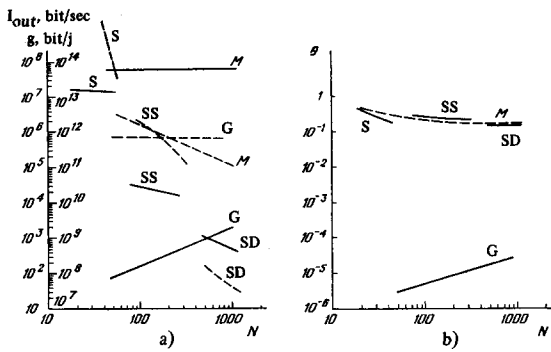 I_out, bit/sec
g, bit/j
10^8 10^14
10^7 10^13
10^6 10^12
10^5 10^11
10^4 10^10
10^3 10^9
10^2 10^8
10 10^7
S
S
M
SS
G
M
SS
G
SD
SD
10 100 1000 N
a)
θ
1
10^-1
10^-2
10^-3
10^-4
10^-5
10^-6
S
SS
M
SD
G
10 100 1000 N
b)